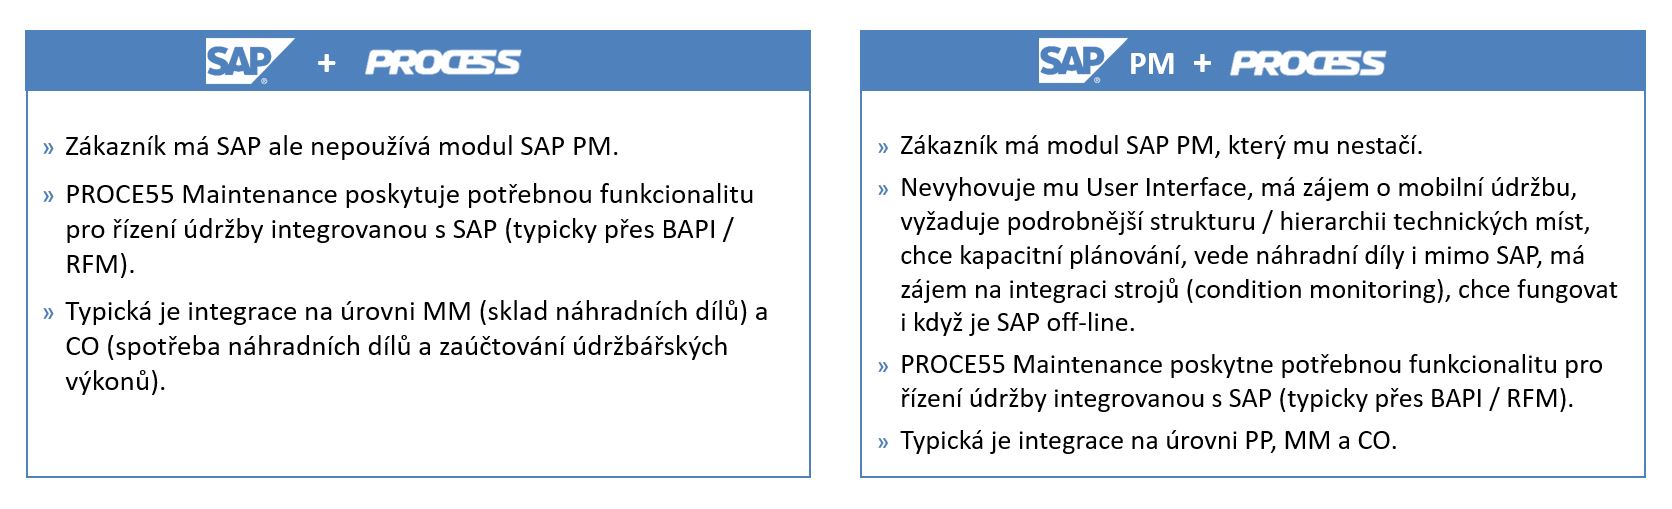 SAP® + PROCESS
» Zákazník má SAP ale nepoužívá modul SAP PM.
» PROCE55 Maintenance poskytuje potřebnou funkcionalitu
pro řízení údržby integrovanou s SAP (typicky přes BAPI /
RFM).
» Typická je integrace na úrovni MM (sklad náhradních dílů) a
CO (spotřeba náhradních dílů a zaúčtování údržbářských
výkonů).
SAP® PM + PROCESS
» Zákazník má modul SAP PM, který mu nestačí.
» Nevyhovuje mu User Interface, má zájem o mobilní údržbu,
vyžaduje podrobnější strukturu / hierarchii technických míst,
chce kapacitní plánování, vede náhradní díly i mimo SAP, má
zájem na integraci strojů (condition monitoring), chce fungovat
i když je SAP off-line.
» PROCE55 Maintenance poskytne potřebnou funkcionalitu pro
řízení údržby integrovanou s SAP (typicky přes BAPI / RFM).
» Typická je integrace na úrovni PP, MM a CO.